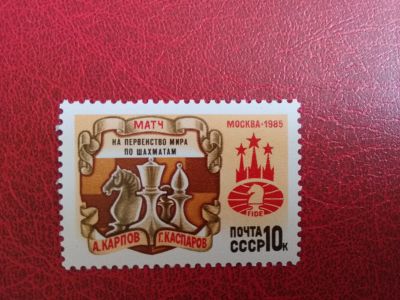 МАТЧ
НА ПЕРВЕНСТВО МИРА
ПО ШАХМАТАМ
А.КАРПОВ Г.КАСПАРОВ
МОСКВА·1985
FIDE
ПОЧТА
СССР 10к